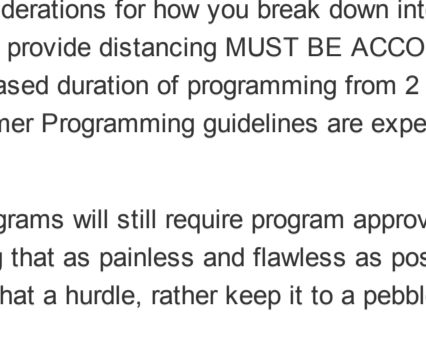 derations for how you break down int
provide distancing MUST BE ACCO
ased duration of programming from 2
mer Programming guidelines are expe
grams will still require program approv
g that as painless and flawless as pos
hat a hurdle, rather keep it to a pebbl